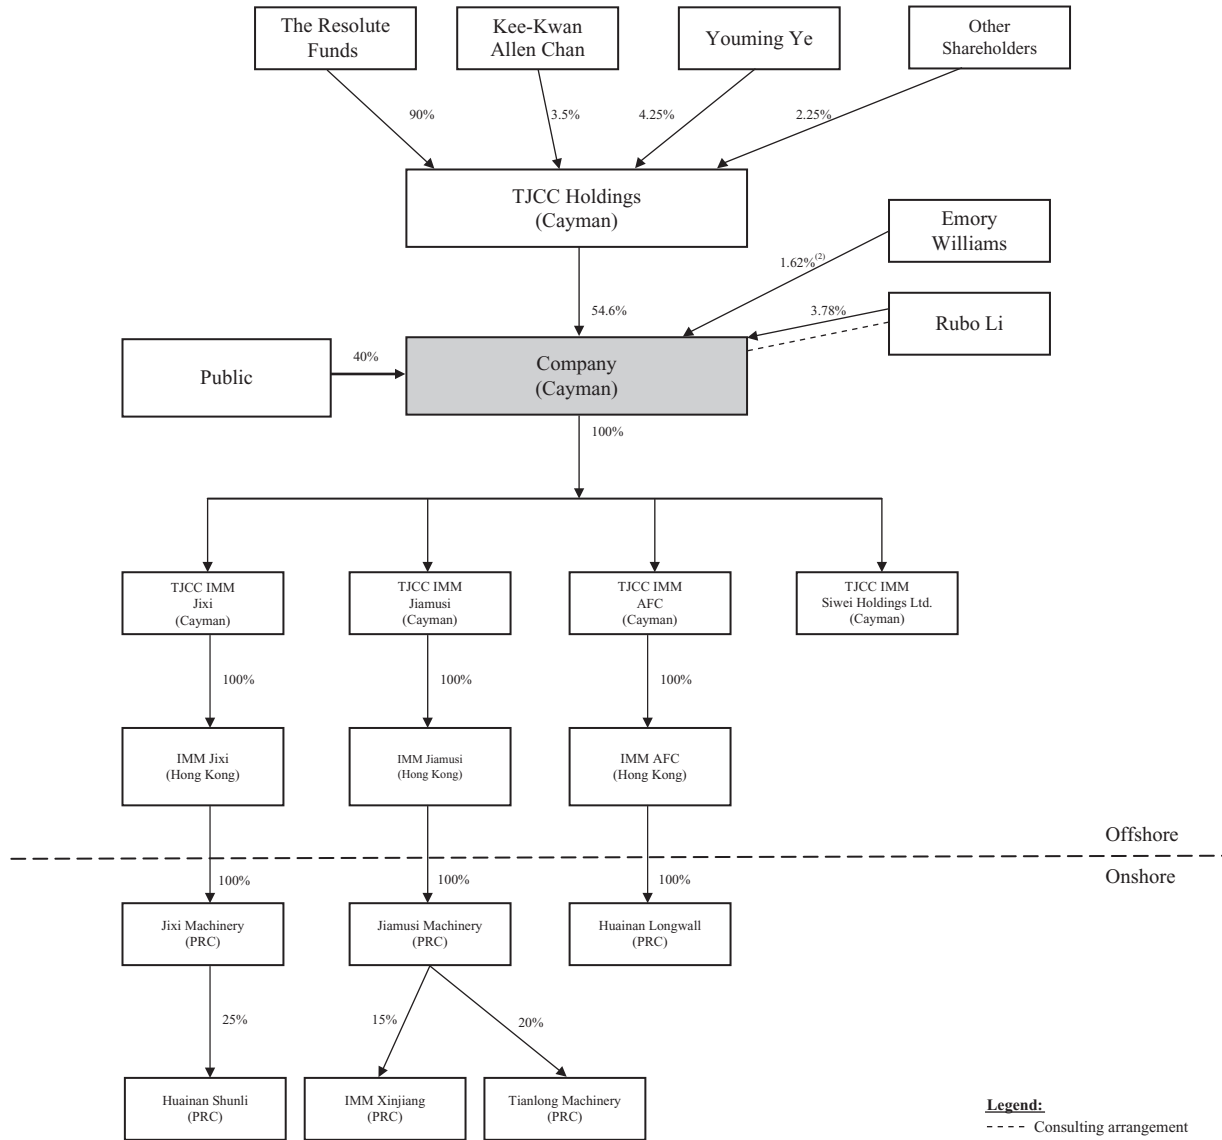 The Resolute
Funds
Kee-Kwan
Allen Chan
Youming Ye
Other
Shareholders
90%
3.5%
4.25%
2.25%
TJCC Holdings
(Cayman)
Emory
Williams
1.62%(2)
54.6%
3.78%
Rubo Li
Public
40%
Company
(Cayman)
100%
TJCC IMM
Jixi
(Cayman)
TJCC IMM
Jiamusi
(Cayman)
TJCC IMM
AFC
(Cayman)
TJCC IMM
Siwei Holdings Ltd.
(Cayman)
100%
100%
100%
IMM Jixi
(Hong Kong)
IMM Jiamusi
(Hong Kong)
IMM AFC
(Hong Kong)
Offshore
Onshore
100%
100%
100%
Jixi Machinery
(PRC)
Jiamusi Machinery
(PRC)
Huainan Longwall
(PRC)
25%
15%
20%
Huainan Shunli
(PRC)
IMM Xinjiang
(PRC)
Tianlong Machinery
(PRC)
Legend:
Consulting arrangement